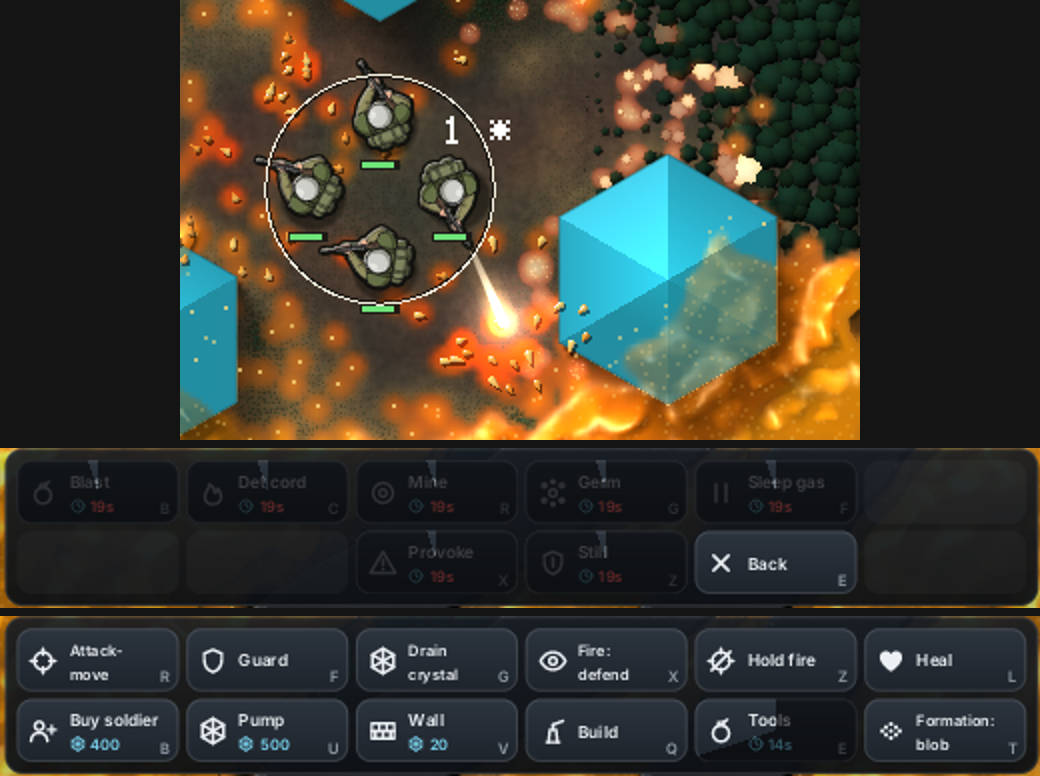 1
Blast
19s B
Detcord
19s C
Mine
19s R
Germ
19s G
Sleep gas
19s F
Provoke
19s X
Still
19s Z
Back
E
Attack-
move R
Guard
F
Drain
crystal G
Fire:
defend X
Hold fire
Z
Heal
L
Buy soldier
400 B
Pump
500 U
Wall
20 V
Build
Q
Tools
14s E
Formation:
blob T